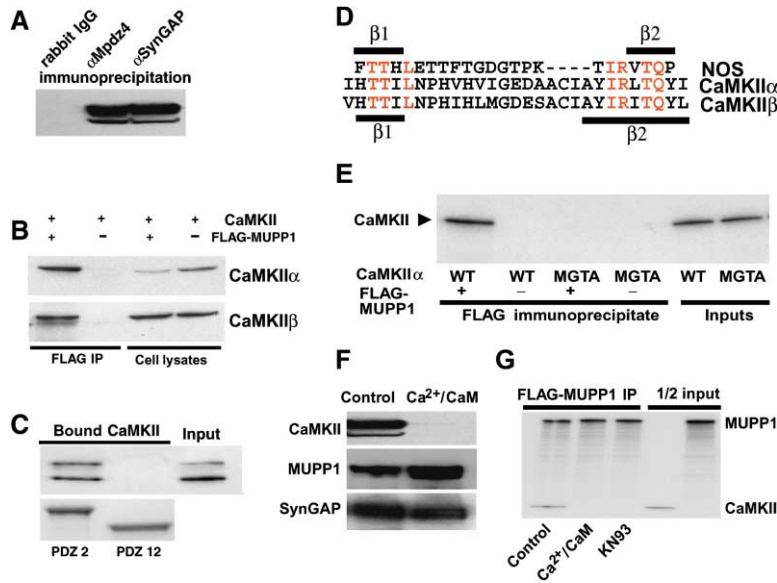 A
rabbit IgG
αMpdz4
αSynGAP
immunoprecipitation
B
+ + + + CaMKII
+ − + − FLAG-MUPP1
CaMKIIα
CaMKIIβ
FLAG IP Cell lysates
C
Bound CaMKII Input
PDZ 2 PDZ 12
D
β1 β2
FTTHLETTFTGDGTPK----TIRVTQP NOS
IHTTILNPHVHVIGEDAACIAYIRLTQYI CaMKIIα
VHTTILNPHIHLMGDESACIAYIRITQYL CaMKIIβ
β1 β2
E
CaMKII ►
CaMKII α WT WT MGTA MGTA WT MGTA
FLAG- + − + −
MUPP1
FLAG immunoprecipitate Inputs
F
Control Ca2+/CaM
CaMKII
MUPP1
SynGAP
G
FLAG-MUPP1 IP 1/2 input
MUPP1
CaMKII
Control
Ca2+/CaM
KN93